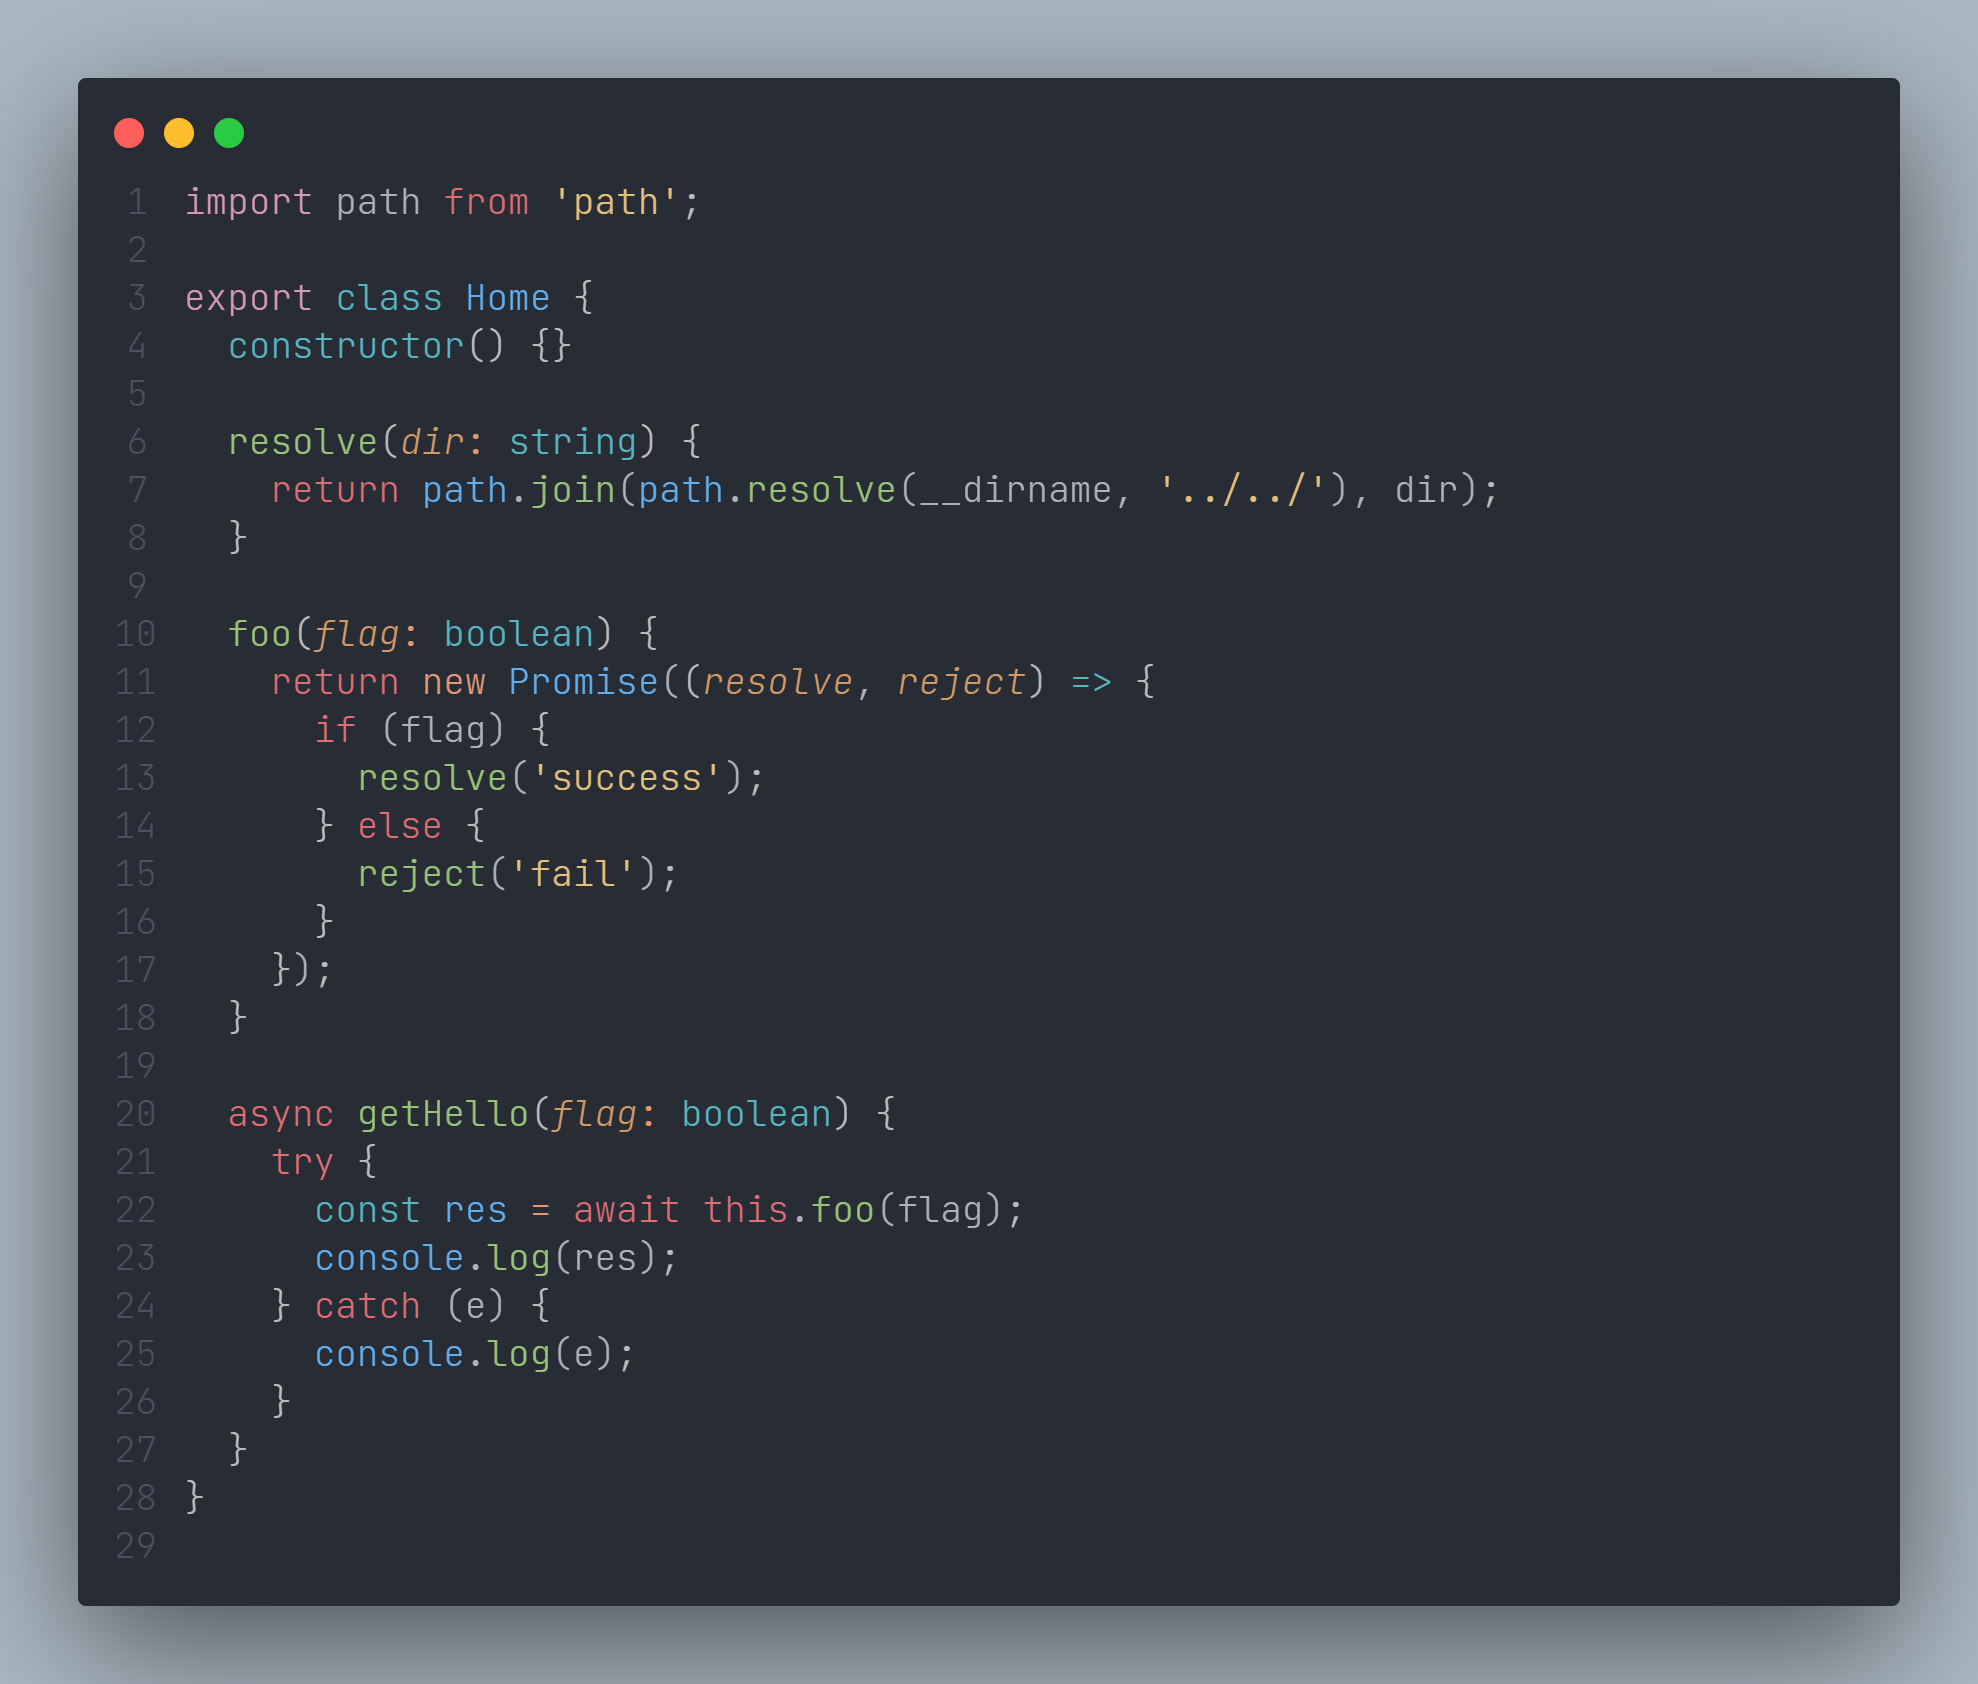 1 import path from 'path';
2
3 export class Home {
4   constructor() {}
5
6   resolve(dir: string) {
7     return path.join(path.resolve(__dirname, '../../'), dir);
8   }
9
10   foo(flag: boolean) {
11     return new Promise((resolve, reject) => {
12       if (flag) {
13         resolve('success');
14       } else {
15         reject('fail');
16       }
17     });
18   }
19
20   async getHello(flag: boolean) {
21     try {
22       const res = await this.foo(flag);
23       console.log(res);
24     } catch (e) {
25       console.log(e);
26     }
27   }
28 }
29